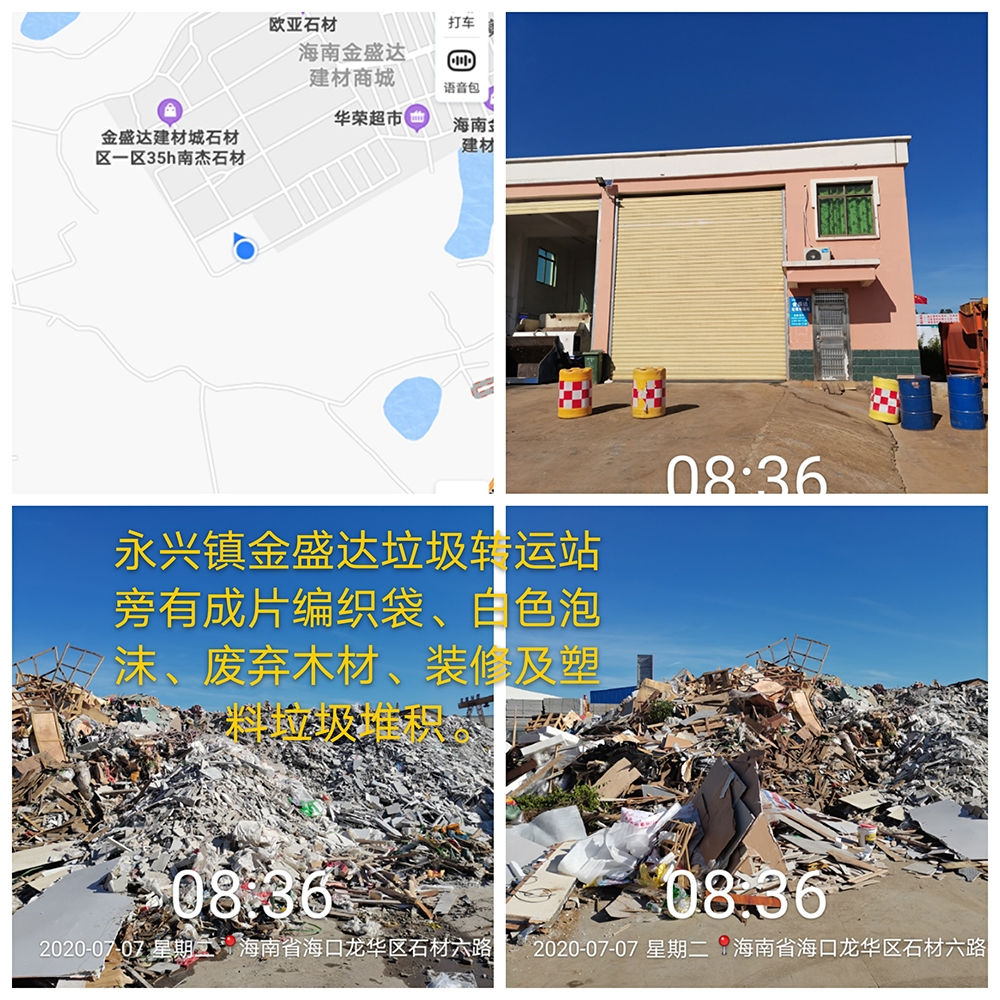 欧亚石材
打车
海南金盛达
建材商城
语音包
华荣超市
金盛达建材城石材
区一区35h南杰石材
海南金
建材
08:36
永兴镇金盛达垃圾转运站
旁有成片编织袋、白色泡
沫、废弃木材、装修及塑
料垃圾堆积。
08:36
2020-07-07 星期二 海南省海口龙华区石材六路
08:36
2020-07-07 星期二 海南省海口龙华区石材六路